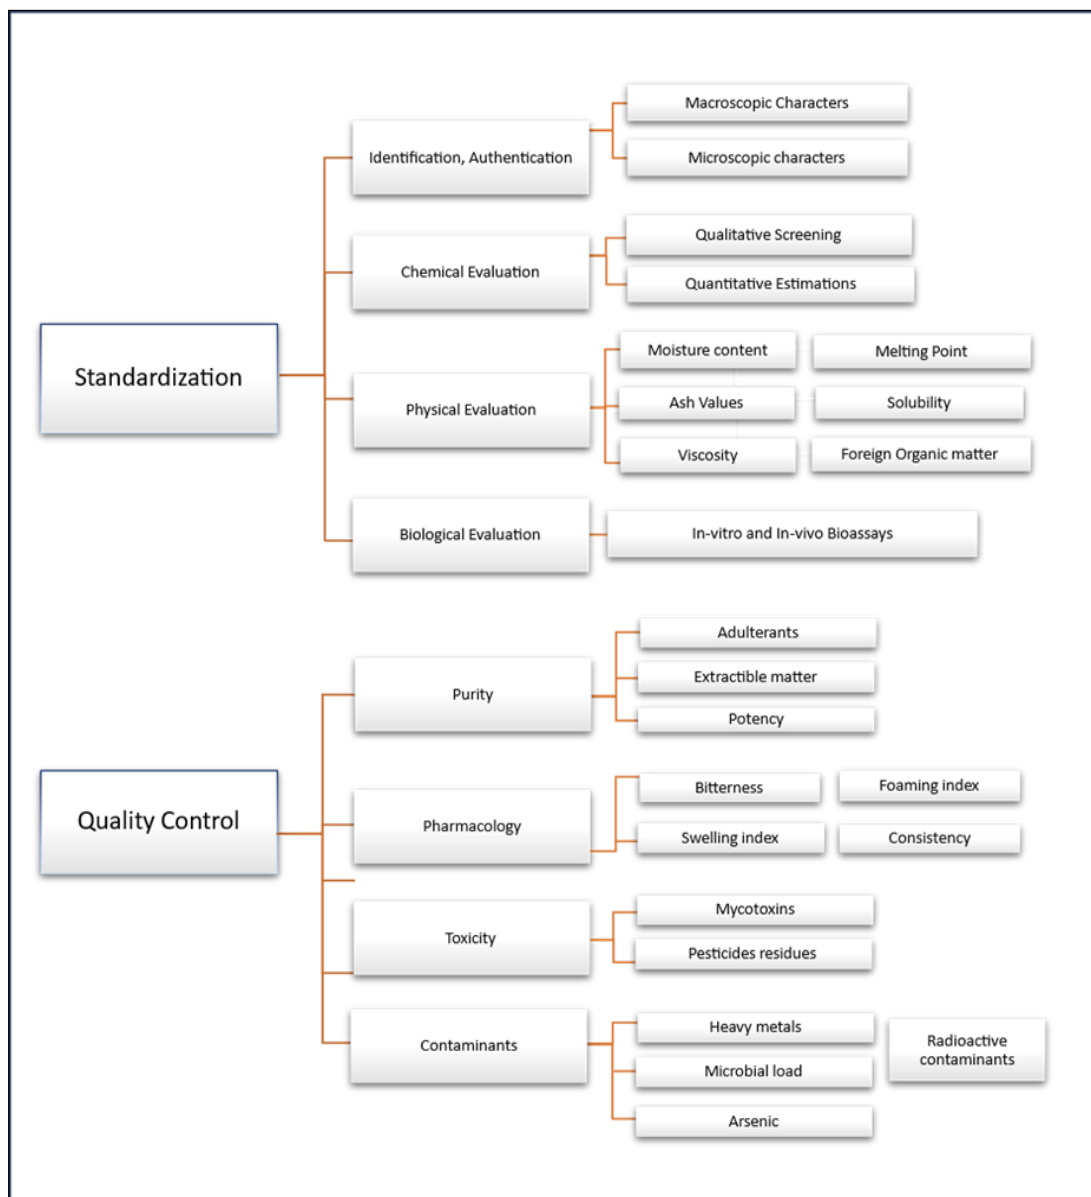 Macroscopic Characters
Identification, Authentication
Microscopic characters
Qualitative Screening
Chemical Evaluation
Quantitative Estimations
Standardization
Moisture content
Melting Point
Physical Evaluation
Ash Values
Solubility
Viscosity
Foreign Organic matter
Biological Evaluation
In-vitro and In-vivo Bioassays
Adulterants
Purity
Extractible matter
Potency
Quality Control
Bitterness
Foaming index
Pharmacology
Swelling index
Consistency
Mycotoxins
Toxicity
Pesticides residues
Heavy metals
Radioactive
contaminants
Contaminants
Microbial load
Arsenic